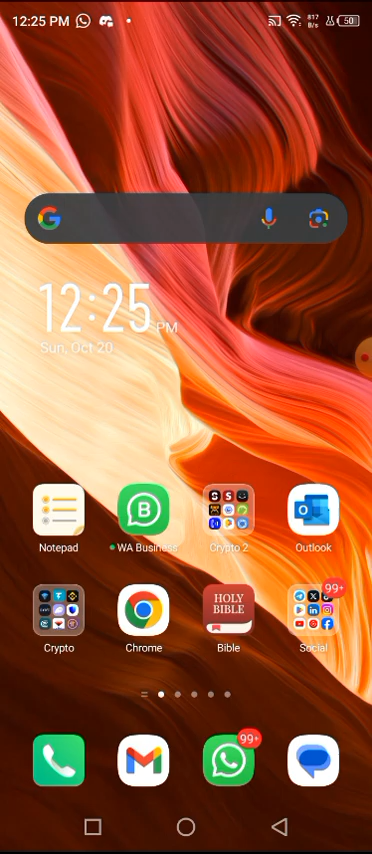 12:25 PM
817
B/s
50
12:25 PM
Sun, Oct 20
Notepad
WA Business
Crypto 2
Outlook
HOLY
BIBLE
99+
Crypto
Chrome
Bible
Social
99+